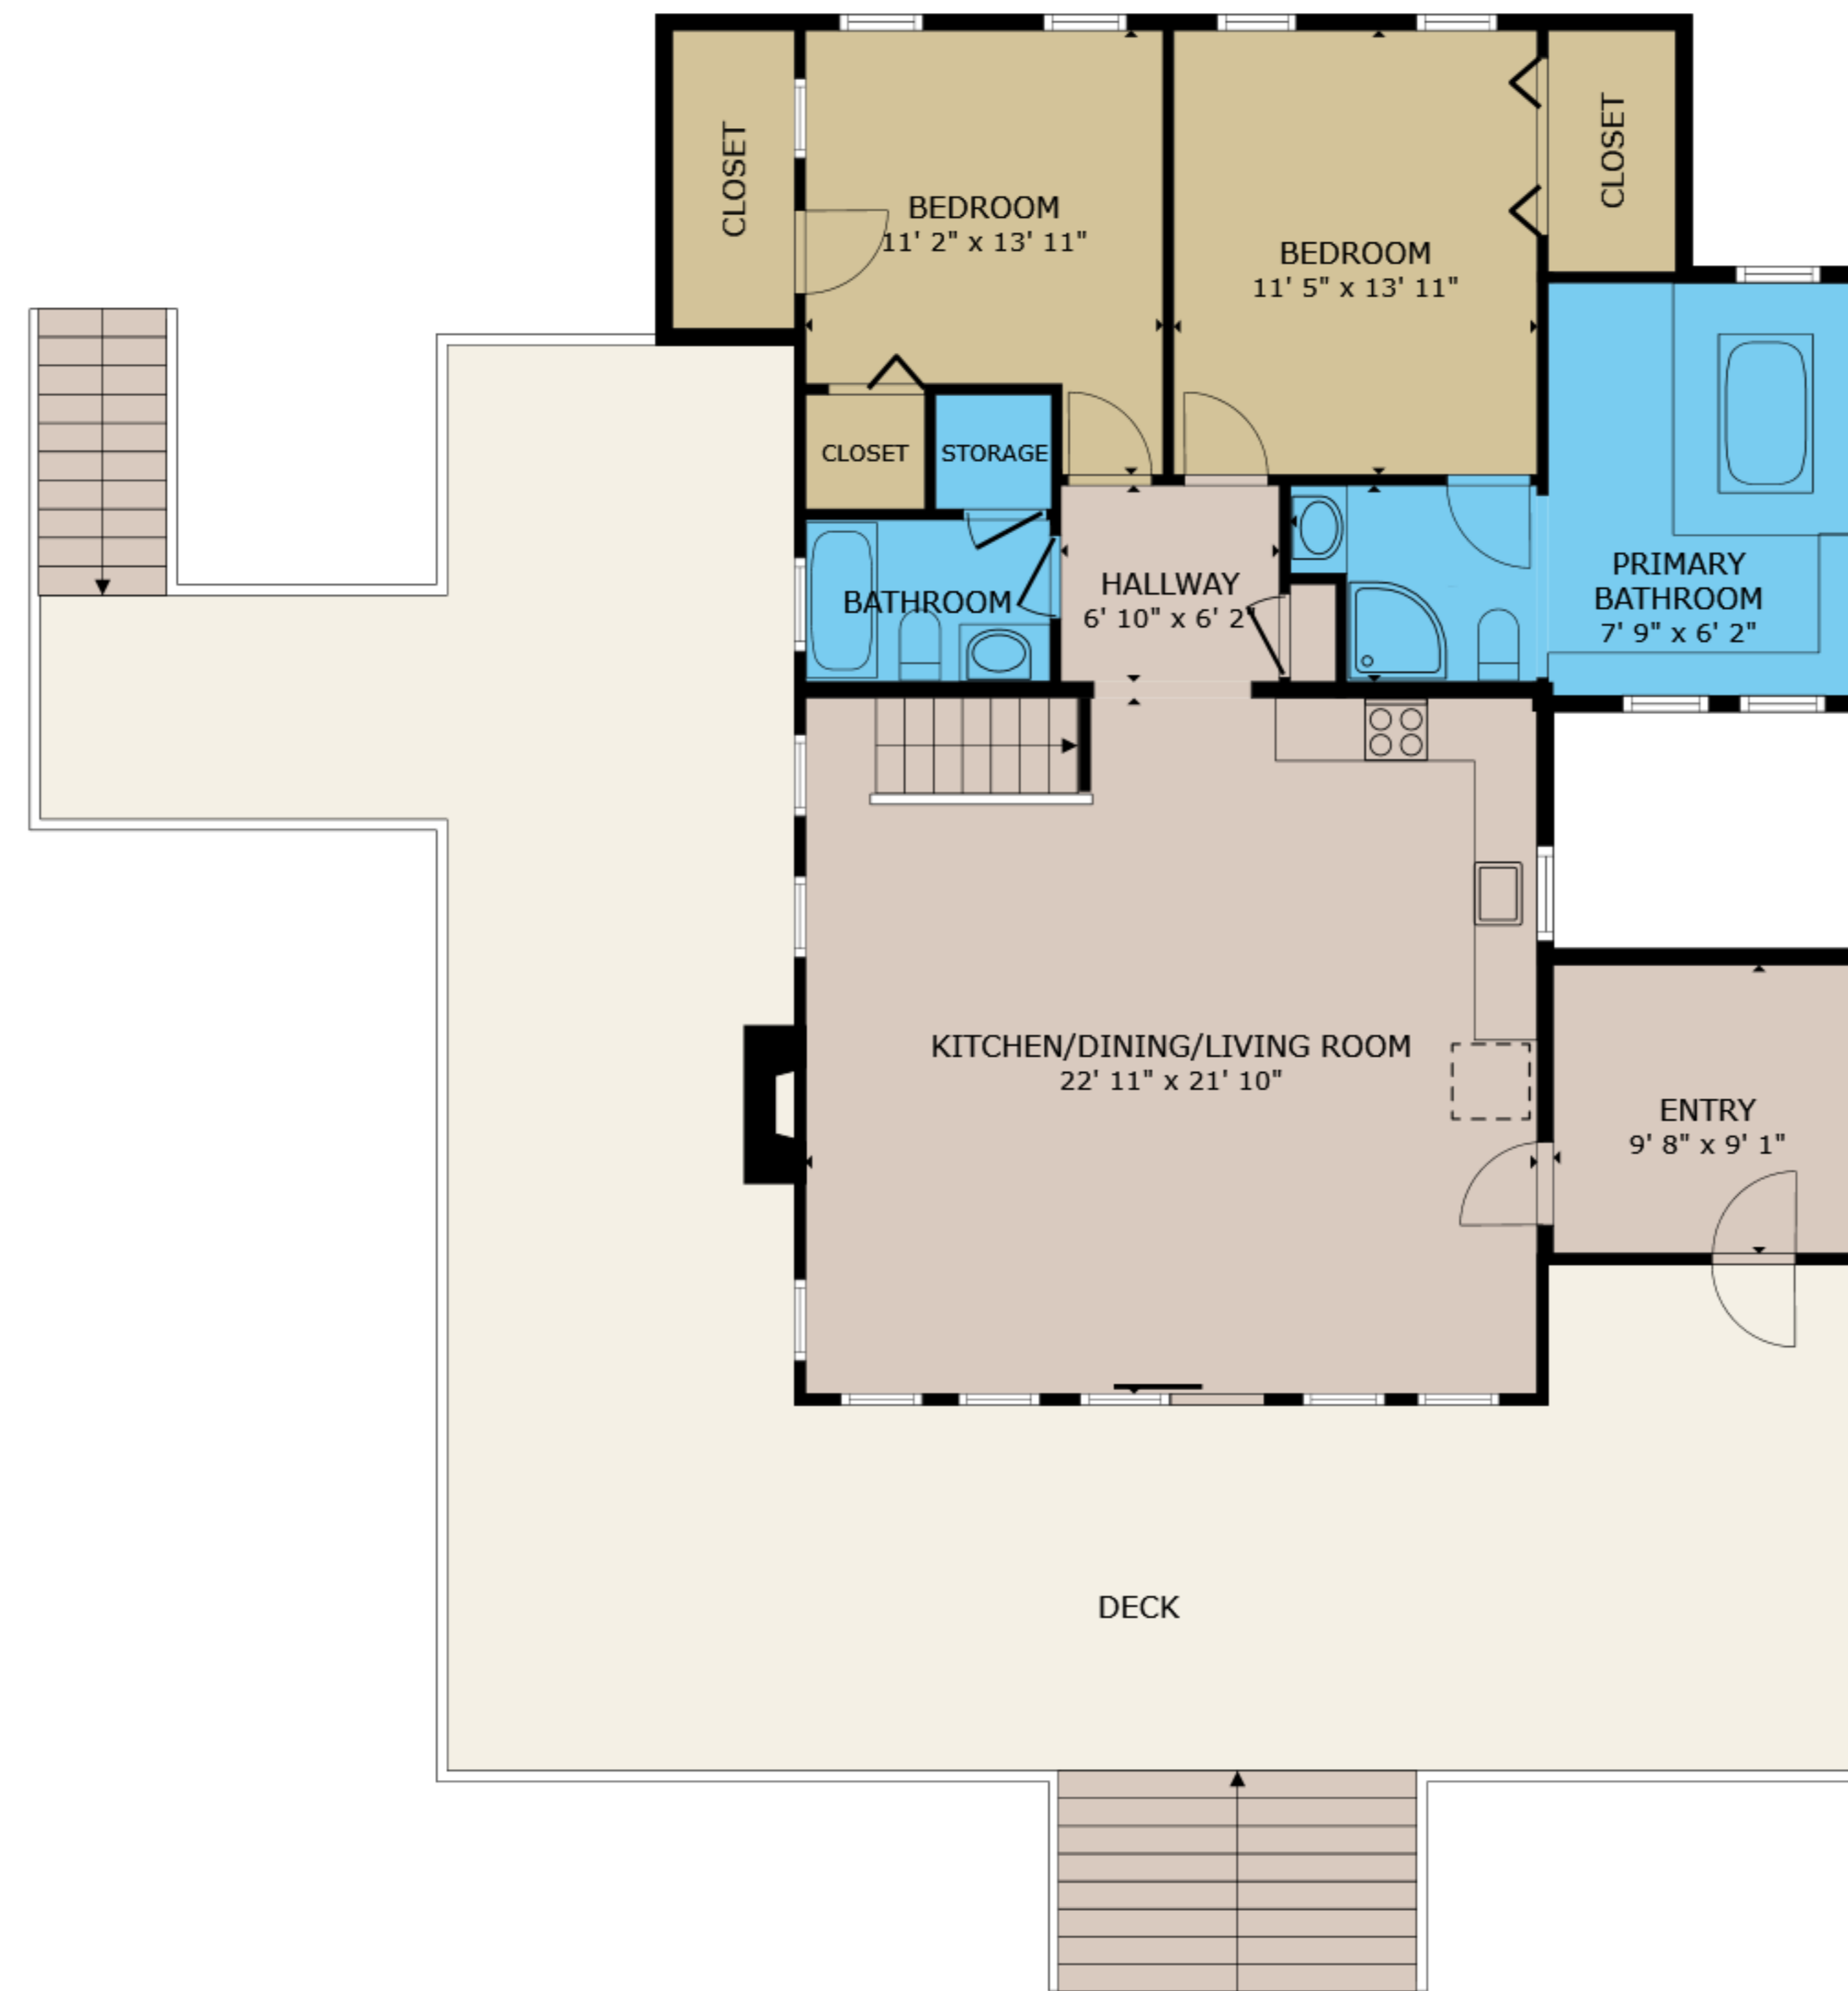 CLOSET
BEDROOM
11' 2" x 13' 11"
BEDROOM
11' 5" x 13' 11"
CLOSET
CLOSET
STORAGE
BATHROOM
HALLWAY
6' 10" x 6' 2"
PRIMARY
BATHROOM
7' 9" x 6' 2"
KITCHEN/DINING/LIVING ROOM
22' 11" x 21' 10"
ENTRY
9' 8" x 9' 1"
DECK